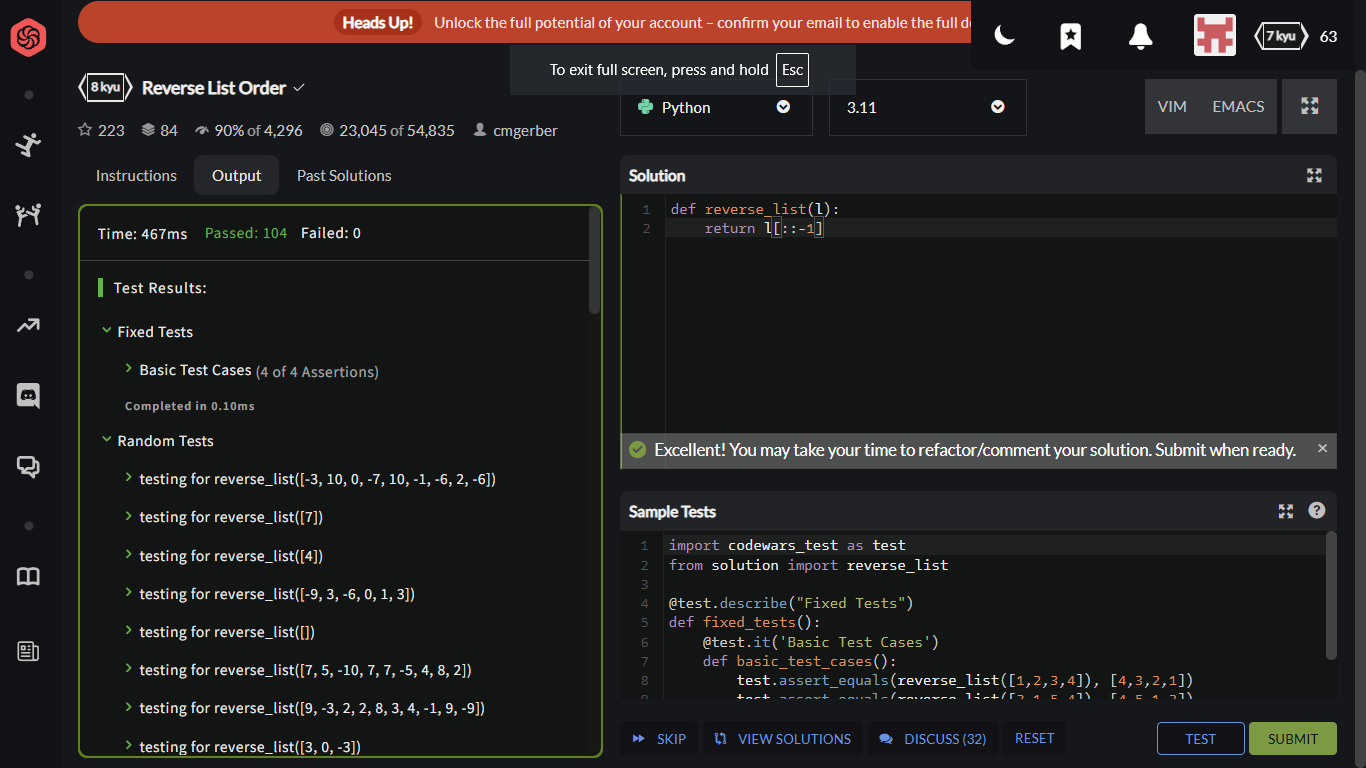 Heads Up! Unlock the full potential of your account – confirm your email to enable the full d
7 kyu 63
To exit full screen, press and hold Esc
8 kyu Reverse List Order
Python 3.11 VIM EMACS
223 84 90% of 4,296 23,045 of 54,835 cmgerber
Instructions Output Past Solutions
Time: 467ms Passed: 104 Failed: 0
Test Results:
Fixed Tests
Basic Test Cases (4 of 4 Assertions)
Completed in 0.10ms
Random Tests
testing for reverse_list([-3, 10, 0, -7, 10, -1, -6, 2, -6])
testing for reverse_list([7])
testing for reverse_list([4])
testing for reverse_list([-9, 3, -6, 0, 1, 3])
testing for reverse_list([])
testing for reverse_list([7, 5, -10, 7, 7, -5, 4, 8, 2])
testing for reverse_list([9, -3, 2, 2, 8, 3, 4, -1, 9, -9])
testing for reverse_list([3, 0, -3])
Solution
1 def reverse_list(l):
2 return l[::-1]
Excellent! You may take your time to refactor/comment your solution. Submit when ready.
Sample Tests
1 import codewars_test as test
2 from solution import reverse_list
3
4 @test.describe("Fixed Tests")
5 def fixed_tests():
6 @test.it('Basic Test Cases')
7 def basic_test_cases():
8 test.assert_equals(reverse_list([1,2,3,4]), [4,3,2,1])
9 test.assert_equals(reverse_list([3,1,5,4]), [4,5,1,3])
SKIP VIEW SOLUTIONS DISCUSS (32) RESET TEST SUBMIT